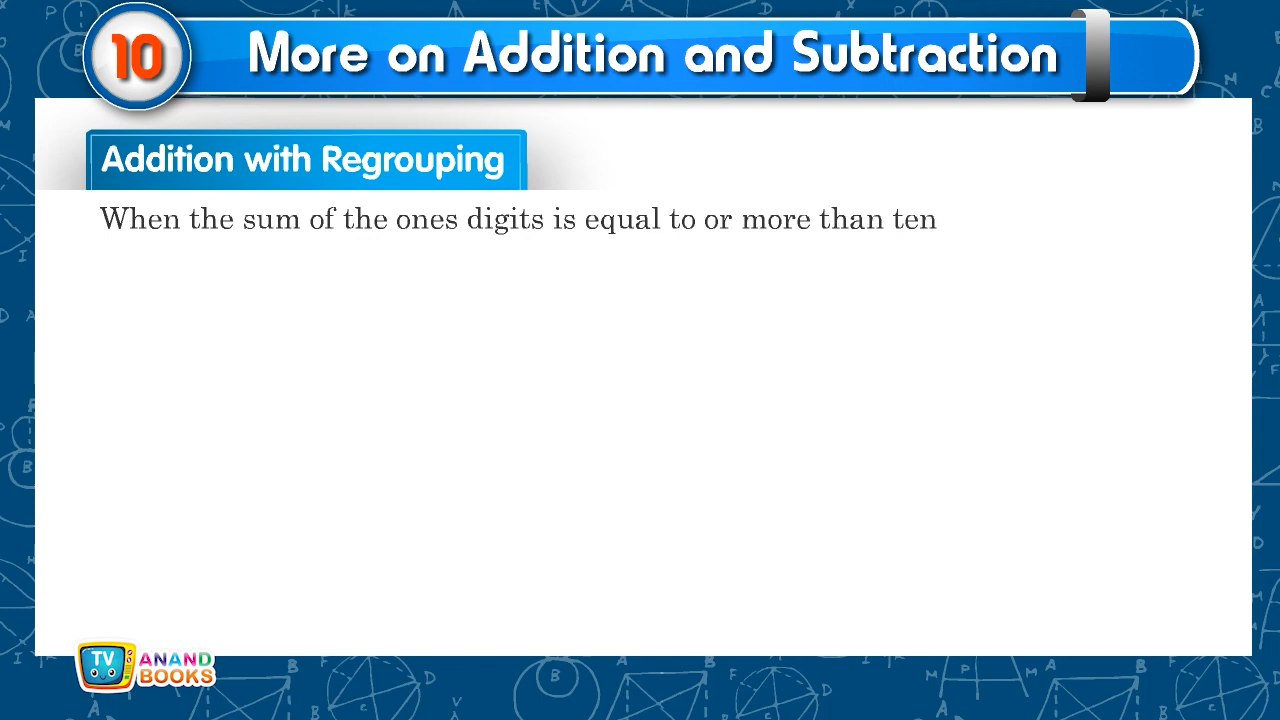 10
More on Addition and Subtraction
Addition with Regrouping
When the sum of the ones digits is equal to or more than ten
TV
ANAND
BOOKS